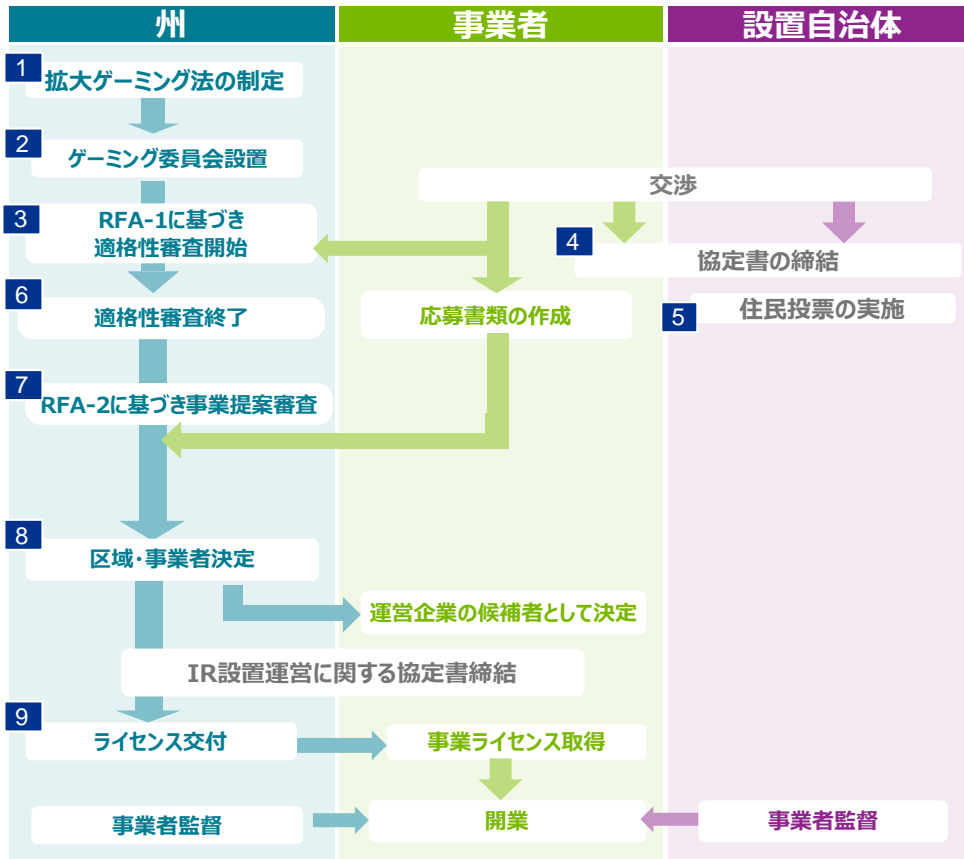 州
事業者
設置自治体
1
拡大ゲーミング法の制定
2
ゲーミング委員会設置
交渉
3
RFA-1に基づき
適格性審査開始
4
協定書の締結
6
適格性審査終了
応募書類の作成
5
住民投票の実施
7
RFA-2に基づき事業提案審査
8
区域・事業者決定
運営企業の候補者として決定
IR設置運営に関する協定書締結
9
ライセンス交付
事業ライセンス取得
事業者監督
開業
事業者監督